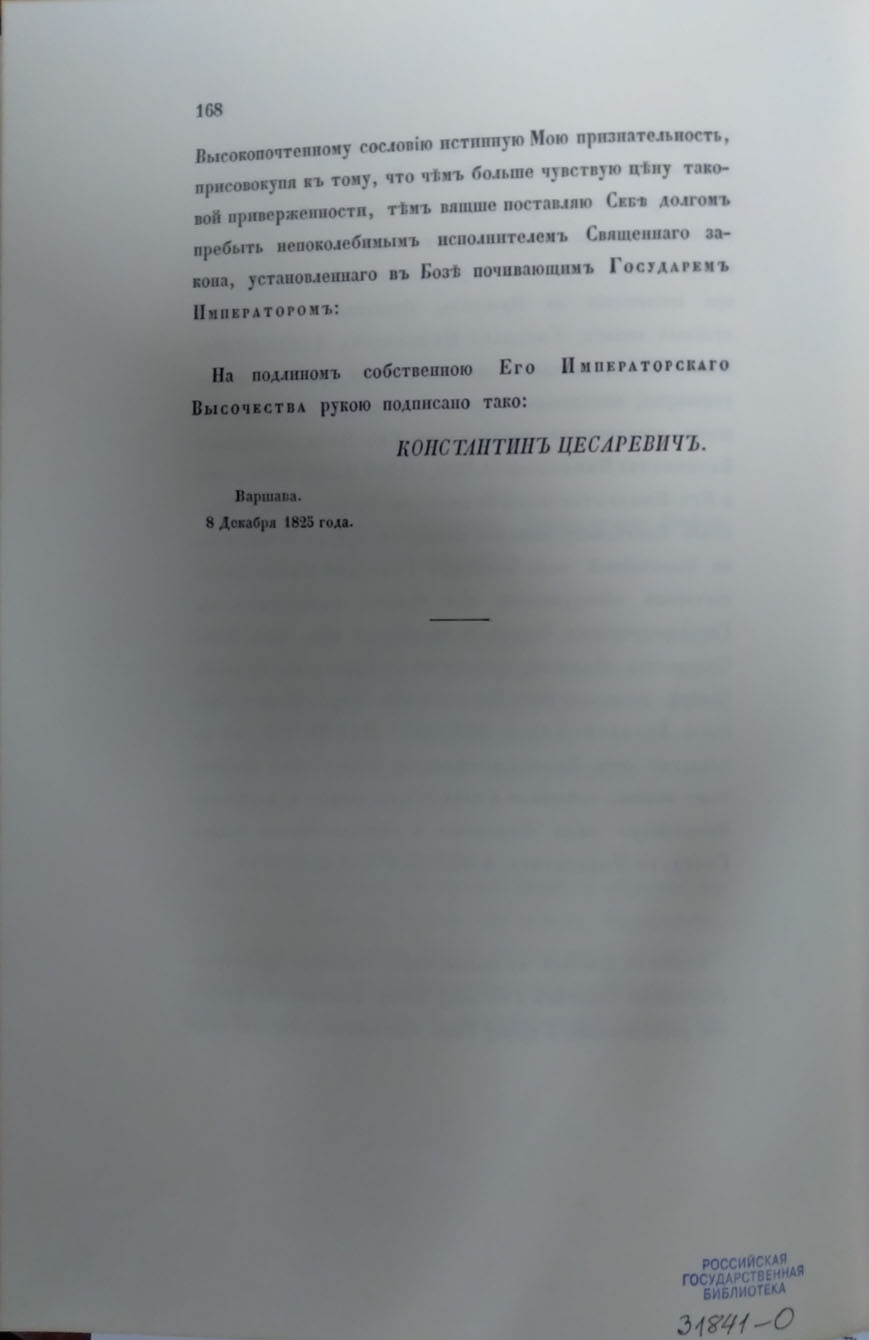 168
Высокопочтенному сословію истинную Мою признательность,
присовокупя къ тому, что чѣмъ больше чувствую цѣну тако-
вой приверженности, тѣмъ вящше поставляю Себѣ долгомъ
пребыть непоколебимымъ исполнителемъ Священнаго за-
кона, установленнаго въ Бозѣ почивающимъ Государемъ
Императоромъ:
На подлиномъ собственною Его Императорскаго
Высочества рукою подписано тако:
КОНСТАНТИНЪ ЦЕСАРЕВИЧЪ.
Варшава.
8 Декабря 1825 года.
РОССИЙСКАЯ
ГОСУДАРСТВЕННАЯ
БИБЛИОТЕКА
31841-О